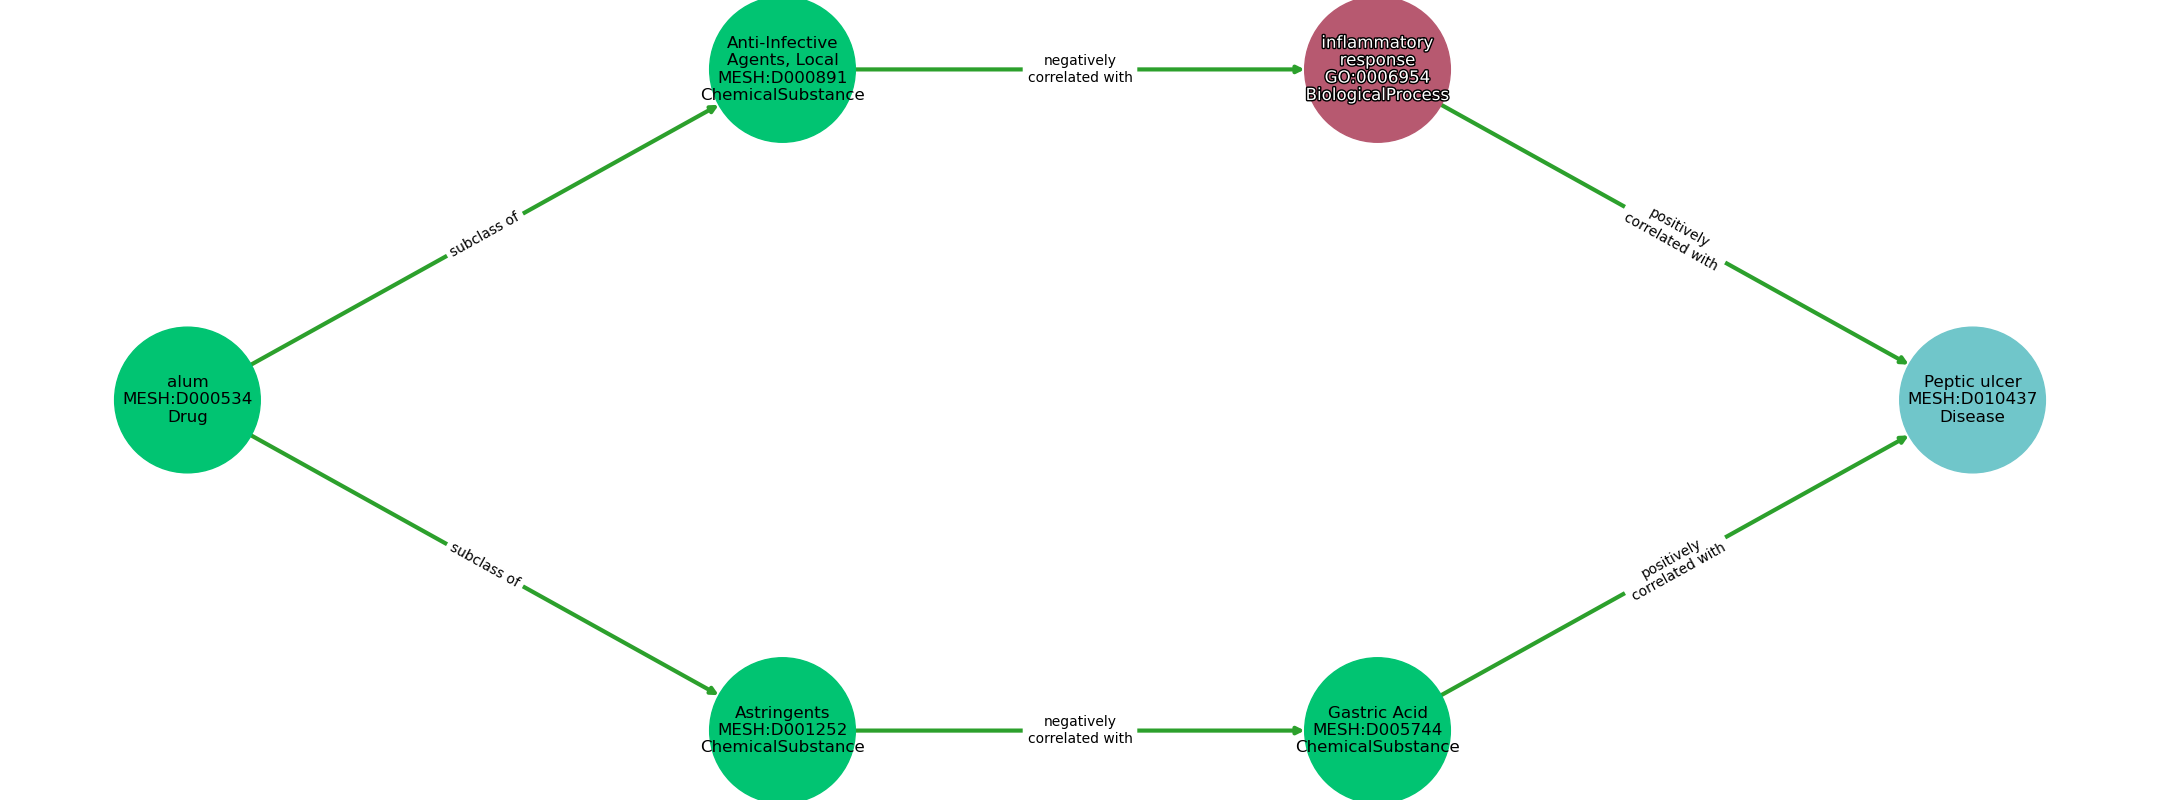 Anti-Infective
Agents, Local
MESH:D000891
ChemicalSubstance
negatively
correlated with
inflammatory
response
GO:0006954
BiologicalProcess
subclass of
positively
correlated with
alum
MESH:D000534
Drug
Peptic ulcer
MESH:D010437
Disease
subclass of
positively
correlated with
Astringents
MESH:D001252
ChemicalSubstance
negatively
correlated with
Gastric Acid
MESH:D005744
ChemicalSubstance